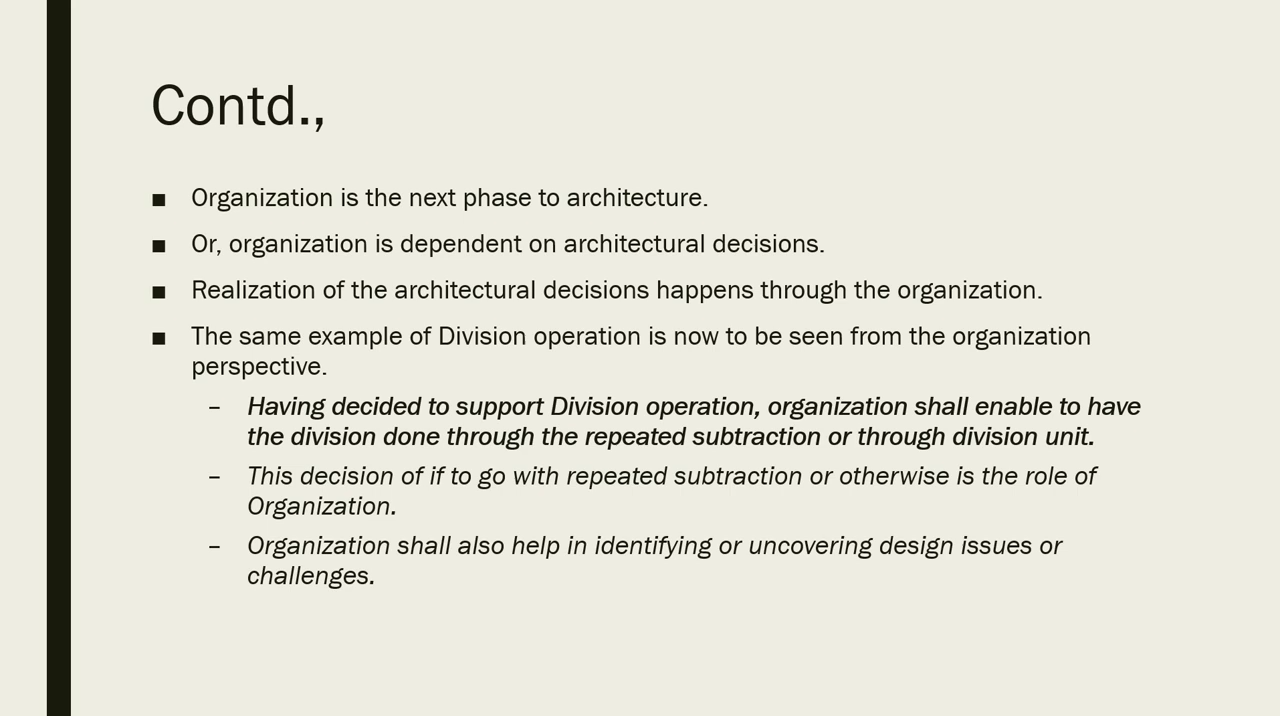 Contd.,
■ Organization is the next phase to architecture.
■ Or, organization is dependent on architectural decisions.
■ Realization of the architectural decisions happens through the organization.
■ The same example of Division operation is now to be seen from the organization
perspective.
– Having decided to support Division operation, organization shall enable to have
the division done through the repeated subtraction or through division unit.
– This decision of if to go with repeated subtraction or otherwise is the role of
Organization.
– Organization shall also help in identifying or uncovering design issues or
challenges.